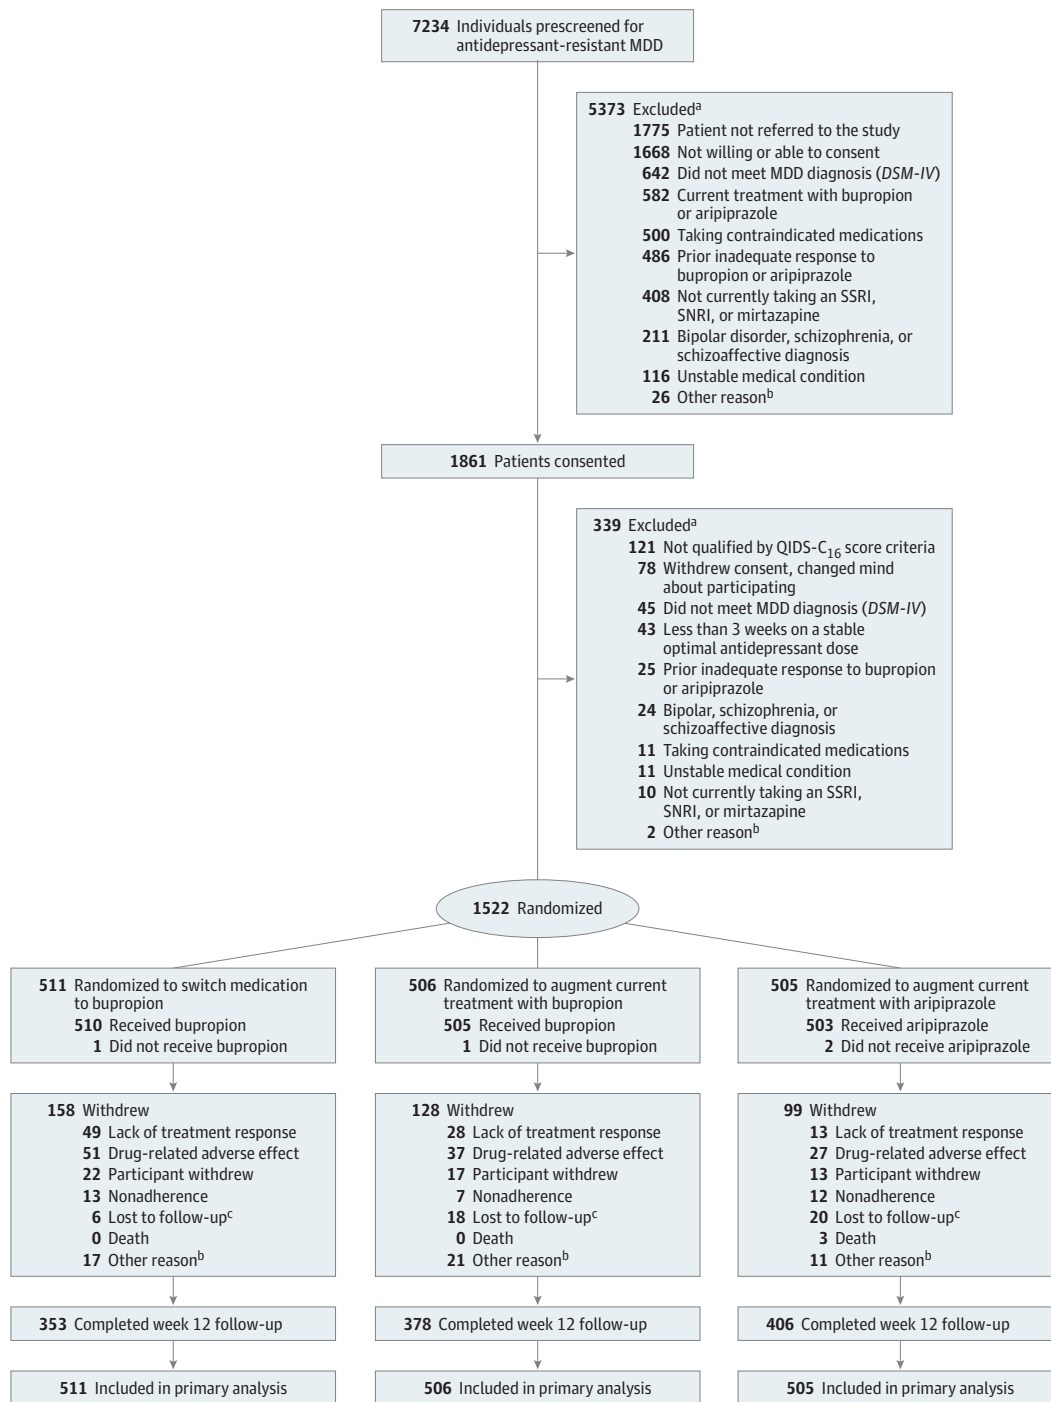 7234 Individuals prescreened for
antidepressant-resistant MDD
5373 Excludedᵃ
1775 Patient not referred to the study
1668 Not willing or able to consent
642 Did not meet MDD diagnosis (DSM-IV)
582 Current treatment with bupropion
or aripiprazole
500 Taking contraindicated medications
486 Prior inadequate response to
bupropion or aripiprazole
408 Not currently taking an SSRI,
SNRI, or mirtazapine
211 Bipolar disorder, schizophrenia, or
schizoaffective diagnosis
116 Unstable medical condition
26 Other reasonᵇ
1861 Patients consented
339 Excludedᵃ
121 Not qualified by QIDS-C₁₆ score criteria
78 Withdrew consent, changed mind
about participating
45 Did not meet MDD diagnosis (DSM-IV)
43 Less than 3 weeks on a stable
optimal antidepressant dose
25 Prior inadequate response to bupropion
or aripiprazole
24 Bipolar, schizophrenia, or
schizoaffective diagnosis
11 Taking contraindicated medications
11 Unstable medical condition
10 Not currently taking an SSRI,
SNRI, or mirtazapine
2 Other reasonᵇ
1522 Randomized
511 Randomized to switch medication
to bupropion
510 Received bupropion
1 Did not receive bupropion
506 Randomized to augment current
treatment with bupropion
505 Received bupropion
1 Did not receive bupropion
505 Randomized to augment current
treatment with aripiprazole
503 Received aripiprazole
2 Did not receive aripiprazole
158 Withdrew
49 Lack of treatment response
51 Drug-related adverse effect
22 Participant withdrew
13 Nonadherence
6 Lost to follow-upᶜ
0 Death
17 Other reasonᵇ
128 Withdrew
28 Lack of treatment response
37 Drug-related adverse effect
17 Participant withdrew
7 Nonadherence
18 Lost to follow-upᶜ
0 Death
21 Other reasonᵇ
99 Withdrew
13 Lack of treatment response
27 Drug-related adverse effect
13 Participant withdrew
12 Nonadherence
20 Lost to follow-upᶜ
3 Death
11 Other reasonᵇ
353 Completed week 12 follow-up
378 Completed week 12 follow-up
406 Completed week 12 follow-up
511 Included in primary analysis
506 Included in primary analysis
505 Included in primary analysis